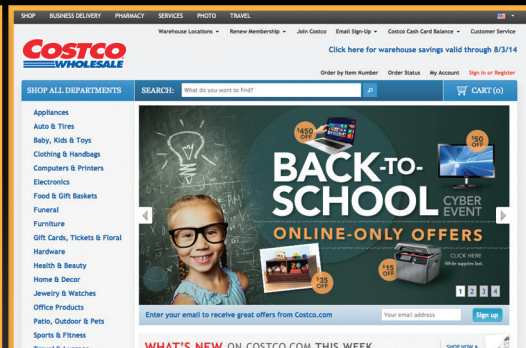 SHOP BUSINESS DELIVERY PHARMACY SERVICES PHOTO TRAVEL
Warehouse Locations Renew Membership Join Costco Email Sign-Up Costco Cash Card Balance Customer Service
COSTCO
WHOLESALE
Click here for warehouse savings valid through 8/3/14
Order by Item Number Order Status My Account Sign In or Register
SHOP ALL DEPARTMENTS SEARCH: What do you want to find? CART (0)
Appliances
Auto & Tires
Baby, Kids & Toys
Clothing & Handbags
Computers & Printers
Electronics
Food & Gift Baskets
Funeral
Furniture
Gift Cards, Tickets & Floral
Hardware
Health & Beauty
Home & Decor
Jewelry & Watches
Office Products
Patio, Outdoor & Pets
Sports & Fitness
$450 OFF
$50 OFF
BACK-TO-
SCHOOL CYBER EVENT
ONLINE-ONLY OFFERS
$35 OFF
$15 OFF
CLICK HERE
While supplies last.
1 2 3 4
Enter your email to receive great offers from Costco.com Your email address Sign up
WHAT'S NEW ON COSTCO.COM THIS WEEK SHOP NOW